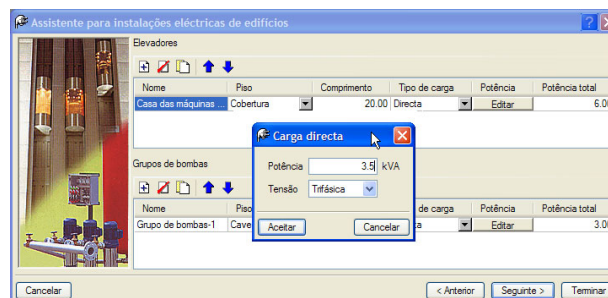 Assistente para instalações eléctricas de edifícios
Elevadores
Nome Piso Comprimento Tipo de carga Potência Potência total
Casa das máquinas ... Cobertura 20.00 Directa Editar 6.00
Carga directa
Potência 3.5 kVA
Tensão Trifásica
Aceitar Cancelar
Grupos de bombas
Nome Piso de carga Potência Potência total
Grupo de bombas-1 Cave Editar 3.00
Cancelar < Anterior Seguinte > Terminar